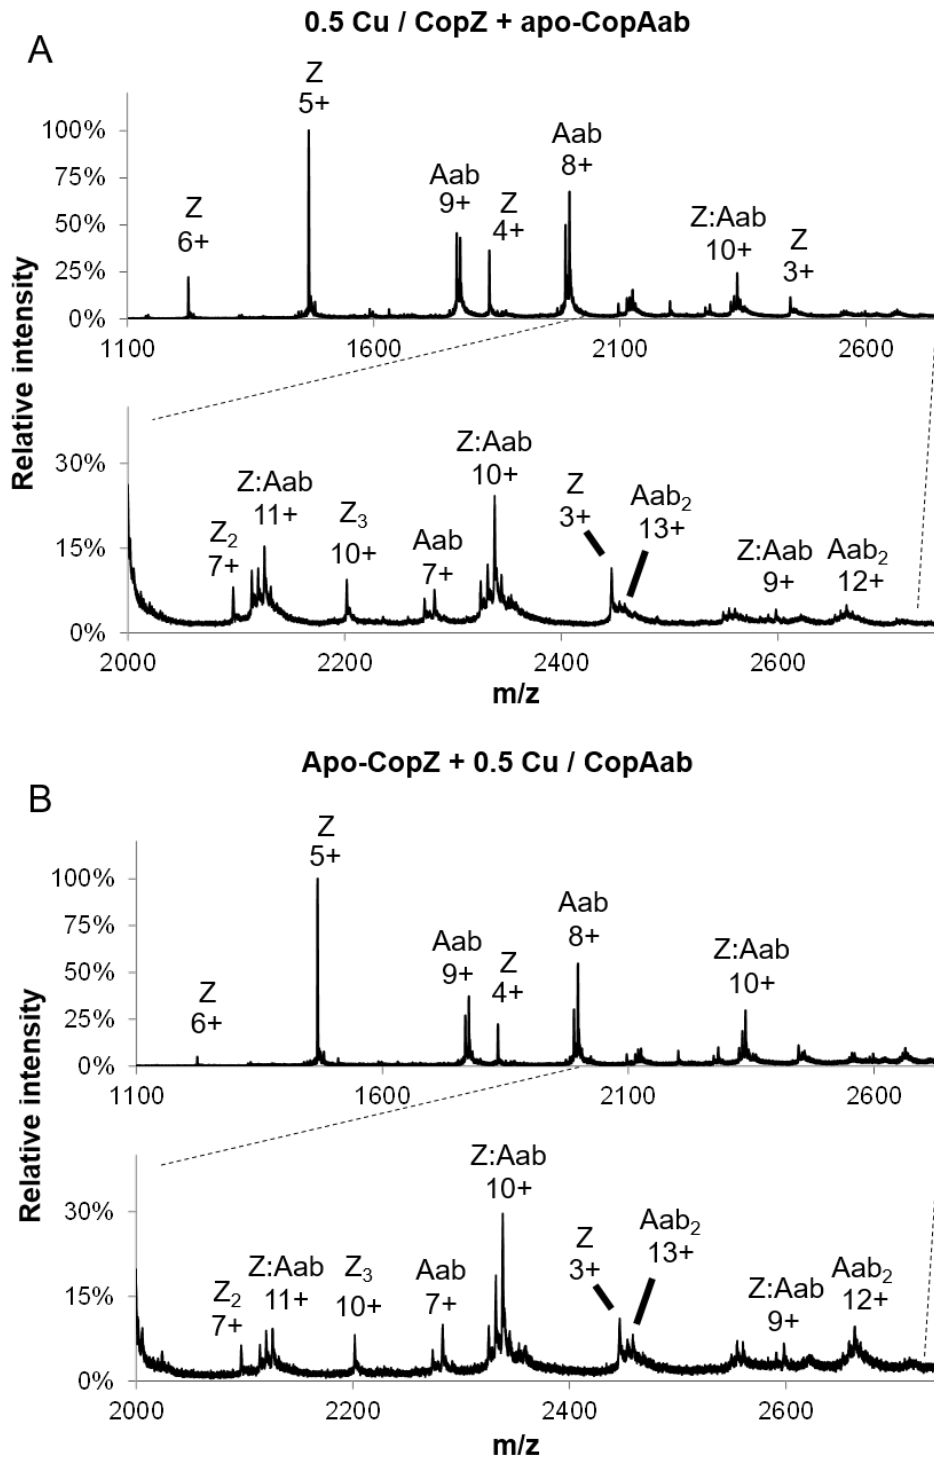 0.5 Cu / CopZ + apo-CopAab
A
Z
5+
100%
Aab
8+
75%
Aab
9+
Z
4+
Z
6+
50%
Z:Aab
10+
Z
3+
25%
0%
1100 1600 2100 2600
Relative intensity
30%
Z:Aab
10+
Z:Aab
11+
Z
3+
Aab2
13+
Z3
10+
Z2
7+
Aab
7+
15%
Z:Aab
9+
Aab2
12+
0%
2000 2200 2400 2600
m/z
Apo-CopZ + 0.5 Cu / CopAab
B
Z
5+
100%
Aab
8+
75%
Aab
9+
Z
4+
Z:Aab
10+
50%
Z
6+
25%
0%
1100 1600 2100 2600
Relative intensity
Z:Aab
10+
30%
Z
3+
Aab2
13+
Z2
7+
Z:Aab
11+
Z3
10+
Aab
7+
15%
Z:Aab
9+
Aab2
12+
0%
2000 2200 2400 2600
m/z